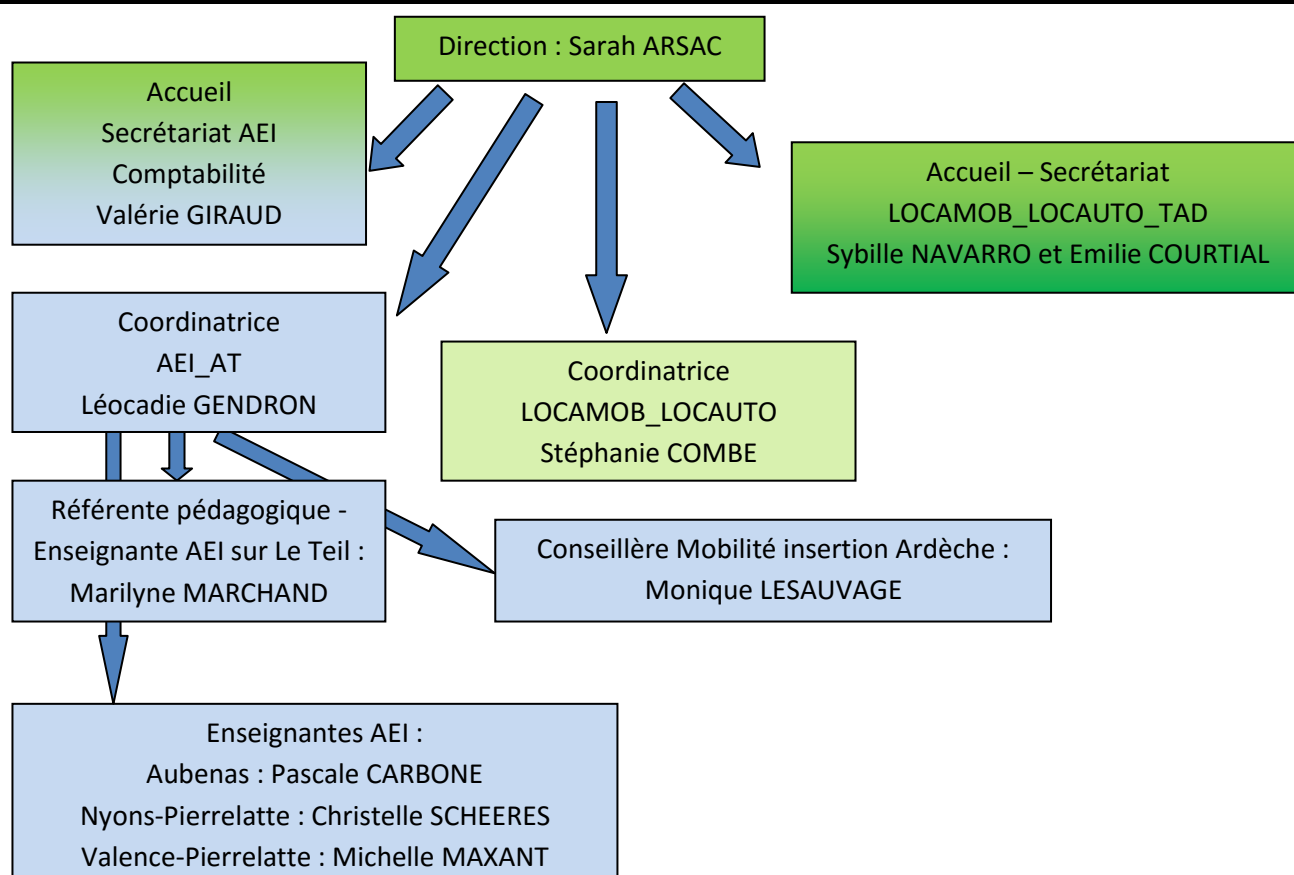 Direction : Sarah ARSAC
Accueil
Secrétariat AEI
Comptabilité
Valérie GIRAUD
Accueil – Secrétariat
LOCAMOB_LOCAUTO_TAD
Sybille NAVARRO et Emilie COURTIAL
Coordinatrice
AEI_AT
Léocadie GENDRON
Coordinatrice
LOCAMOB_LOCAUTO
Stéphanie COMBE
Référente pédagogique -
Enseignante AEI sur Le Teil :
Marilyne MARCHAND
Conseillère Mobilité insertion Ardèche :
Monique LESAUVAGE
Enseignantes AEI :
Aubenas : Pascale CARBONE
Nyons-Pierrelatte : Christelle SCHEERES
Valence-Pierrelatte : Michelle MAXANT